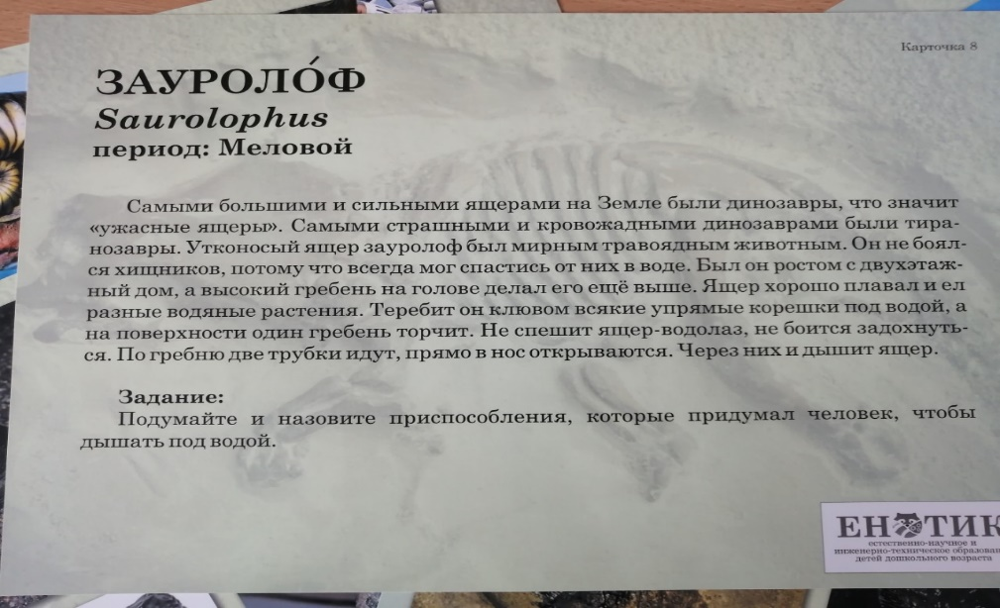 Карточка 8
ЗАУРОЛО́Ф
Saurolophus
период: Меловой
Самыми большими и сильными ящерами на Земле были динозавры, что значит
«ужасные ящеры». Самыми страшными и кровожадными динозаврами были тира-
нозавры. Утконосый ящер зауролоф был мирным травоядным животным. Он не боял-
ся хищников, потому что всегда мог спастись от них в воде. Был он ростом с двухэтаж-
ный дом, а высокий гребень на голове делал его ещё выше. Ящер хорошо плавал и ел
разные водяные растения. Теребит он клювом всякие упрямые корешки под водой, а
на поверхности один гребень торчит. Не спешит ящер-водолаз, не боится задохнуть-
ся. По гребню две трубки идут, прямо в нос открываются. Через них и дышит ящер.
Задание:
Подумайте и назовите приспособления, которые придумал человек, чтобы
дышать под водой.
ЕНОТИК
естественно-научное и
инженерно-техническое образован
детей дошкольного возраста